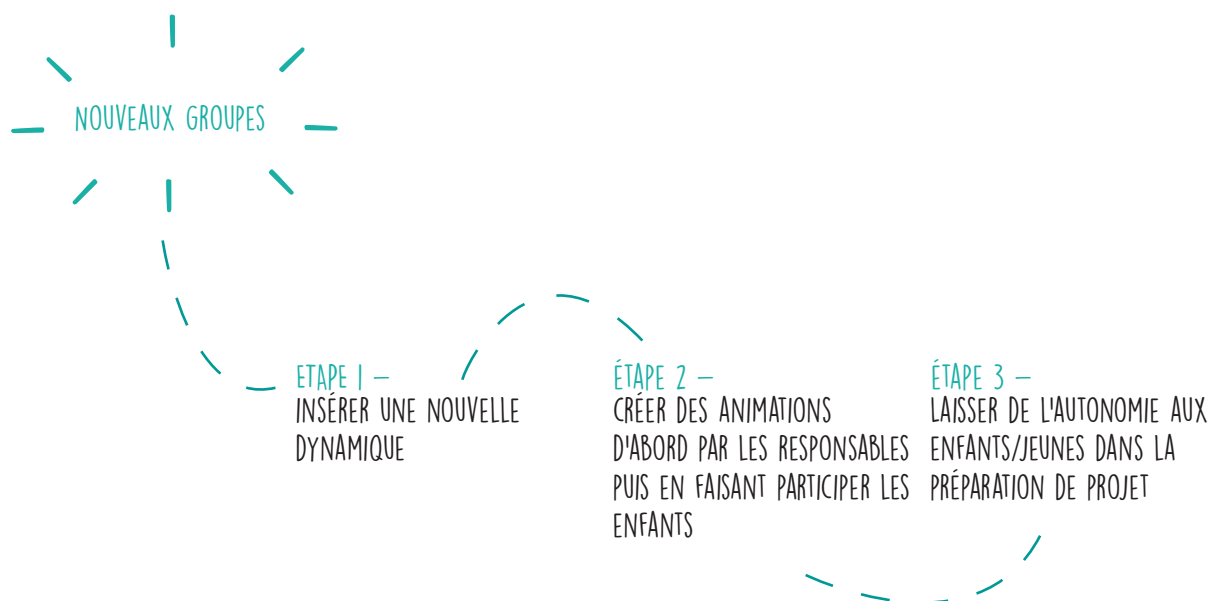 NOUVEAUX GROUPES
ETAPE 1 –
INSÉRER UNE NOUVELLE
DYNAMIQUE
ÉTAPE 2 –
CRÉER DES ANIMATIONS
D'ABORD PAR LES RESPONSABLES
PUIS EN FAISANT PARTICIPER LES
ENFANTS
ÉTAPE 3 –
LAISSER DE L'AUTONOMIE AUX
ENFANTS/JEUNES DANS LA
PRÉPARATION DE PROJET